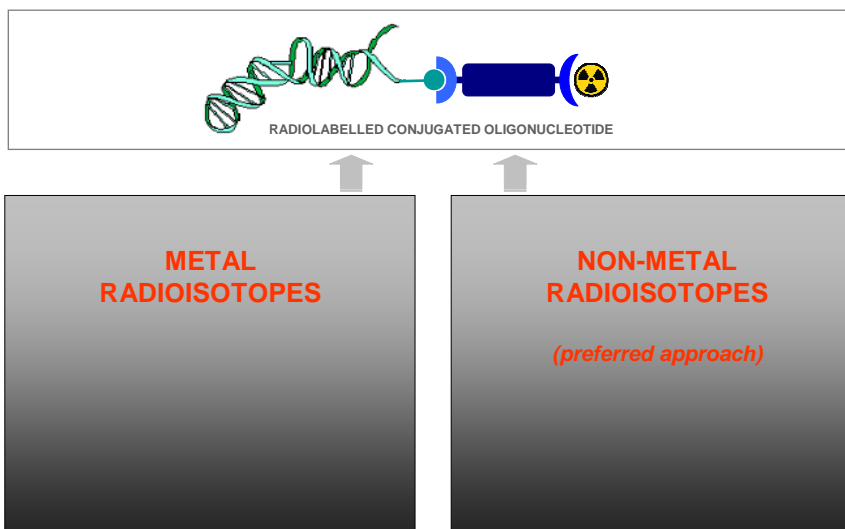 RADIOLABELLED CONJUGATED OLIGONUCLEOTIDE
METAL
RADIOISOTOPES
NON-METAL
RADIOISOTOPES
(preferred approach)